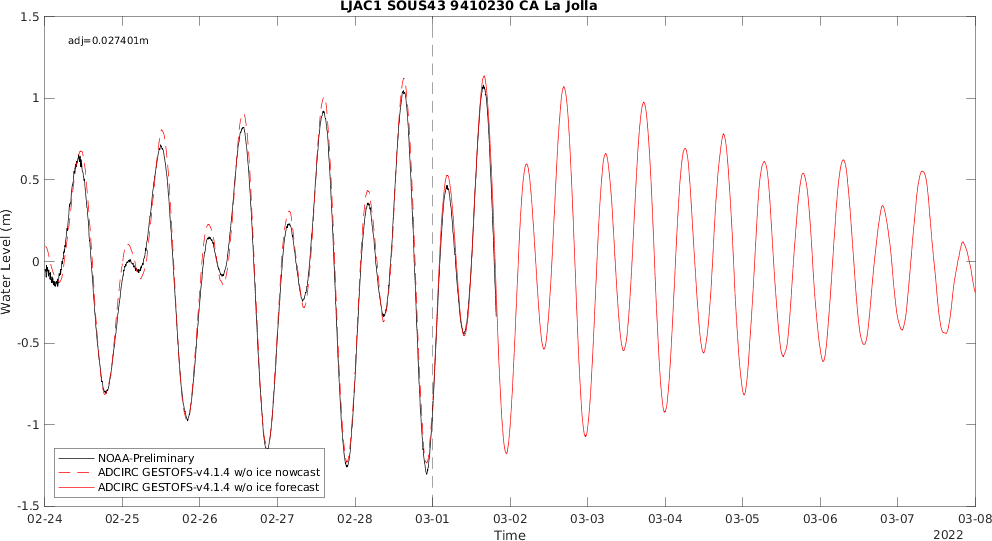 LJAC1 SOUS43 9410230 CA La Jolla
adj=0.027401m
1.5
1
0.5
0
-0.5
-1
-1.5
Water Level (m)
NOAA-Preliminary
ADCIRC GESTOFS-v4.1.4 w/o ice nowcast
ADCIRC GESTOFS-v4.1.4 w/o ice forecast
02-24 02-25 02-26 02-27 02-28 03-01 03-02 03-03 03-04 03-05 03-06 03-07 03-08
Time
2022